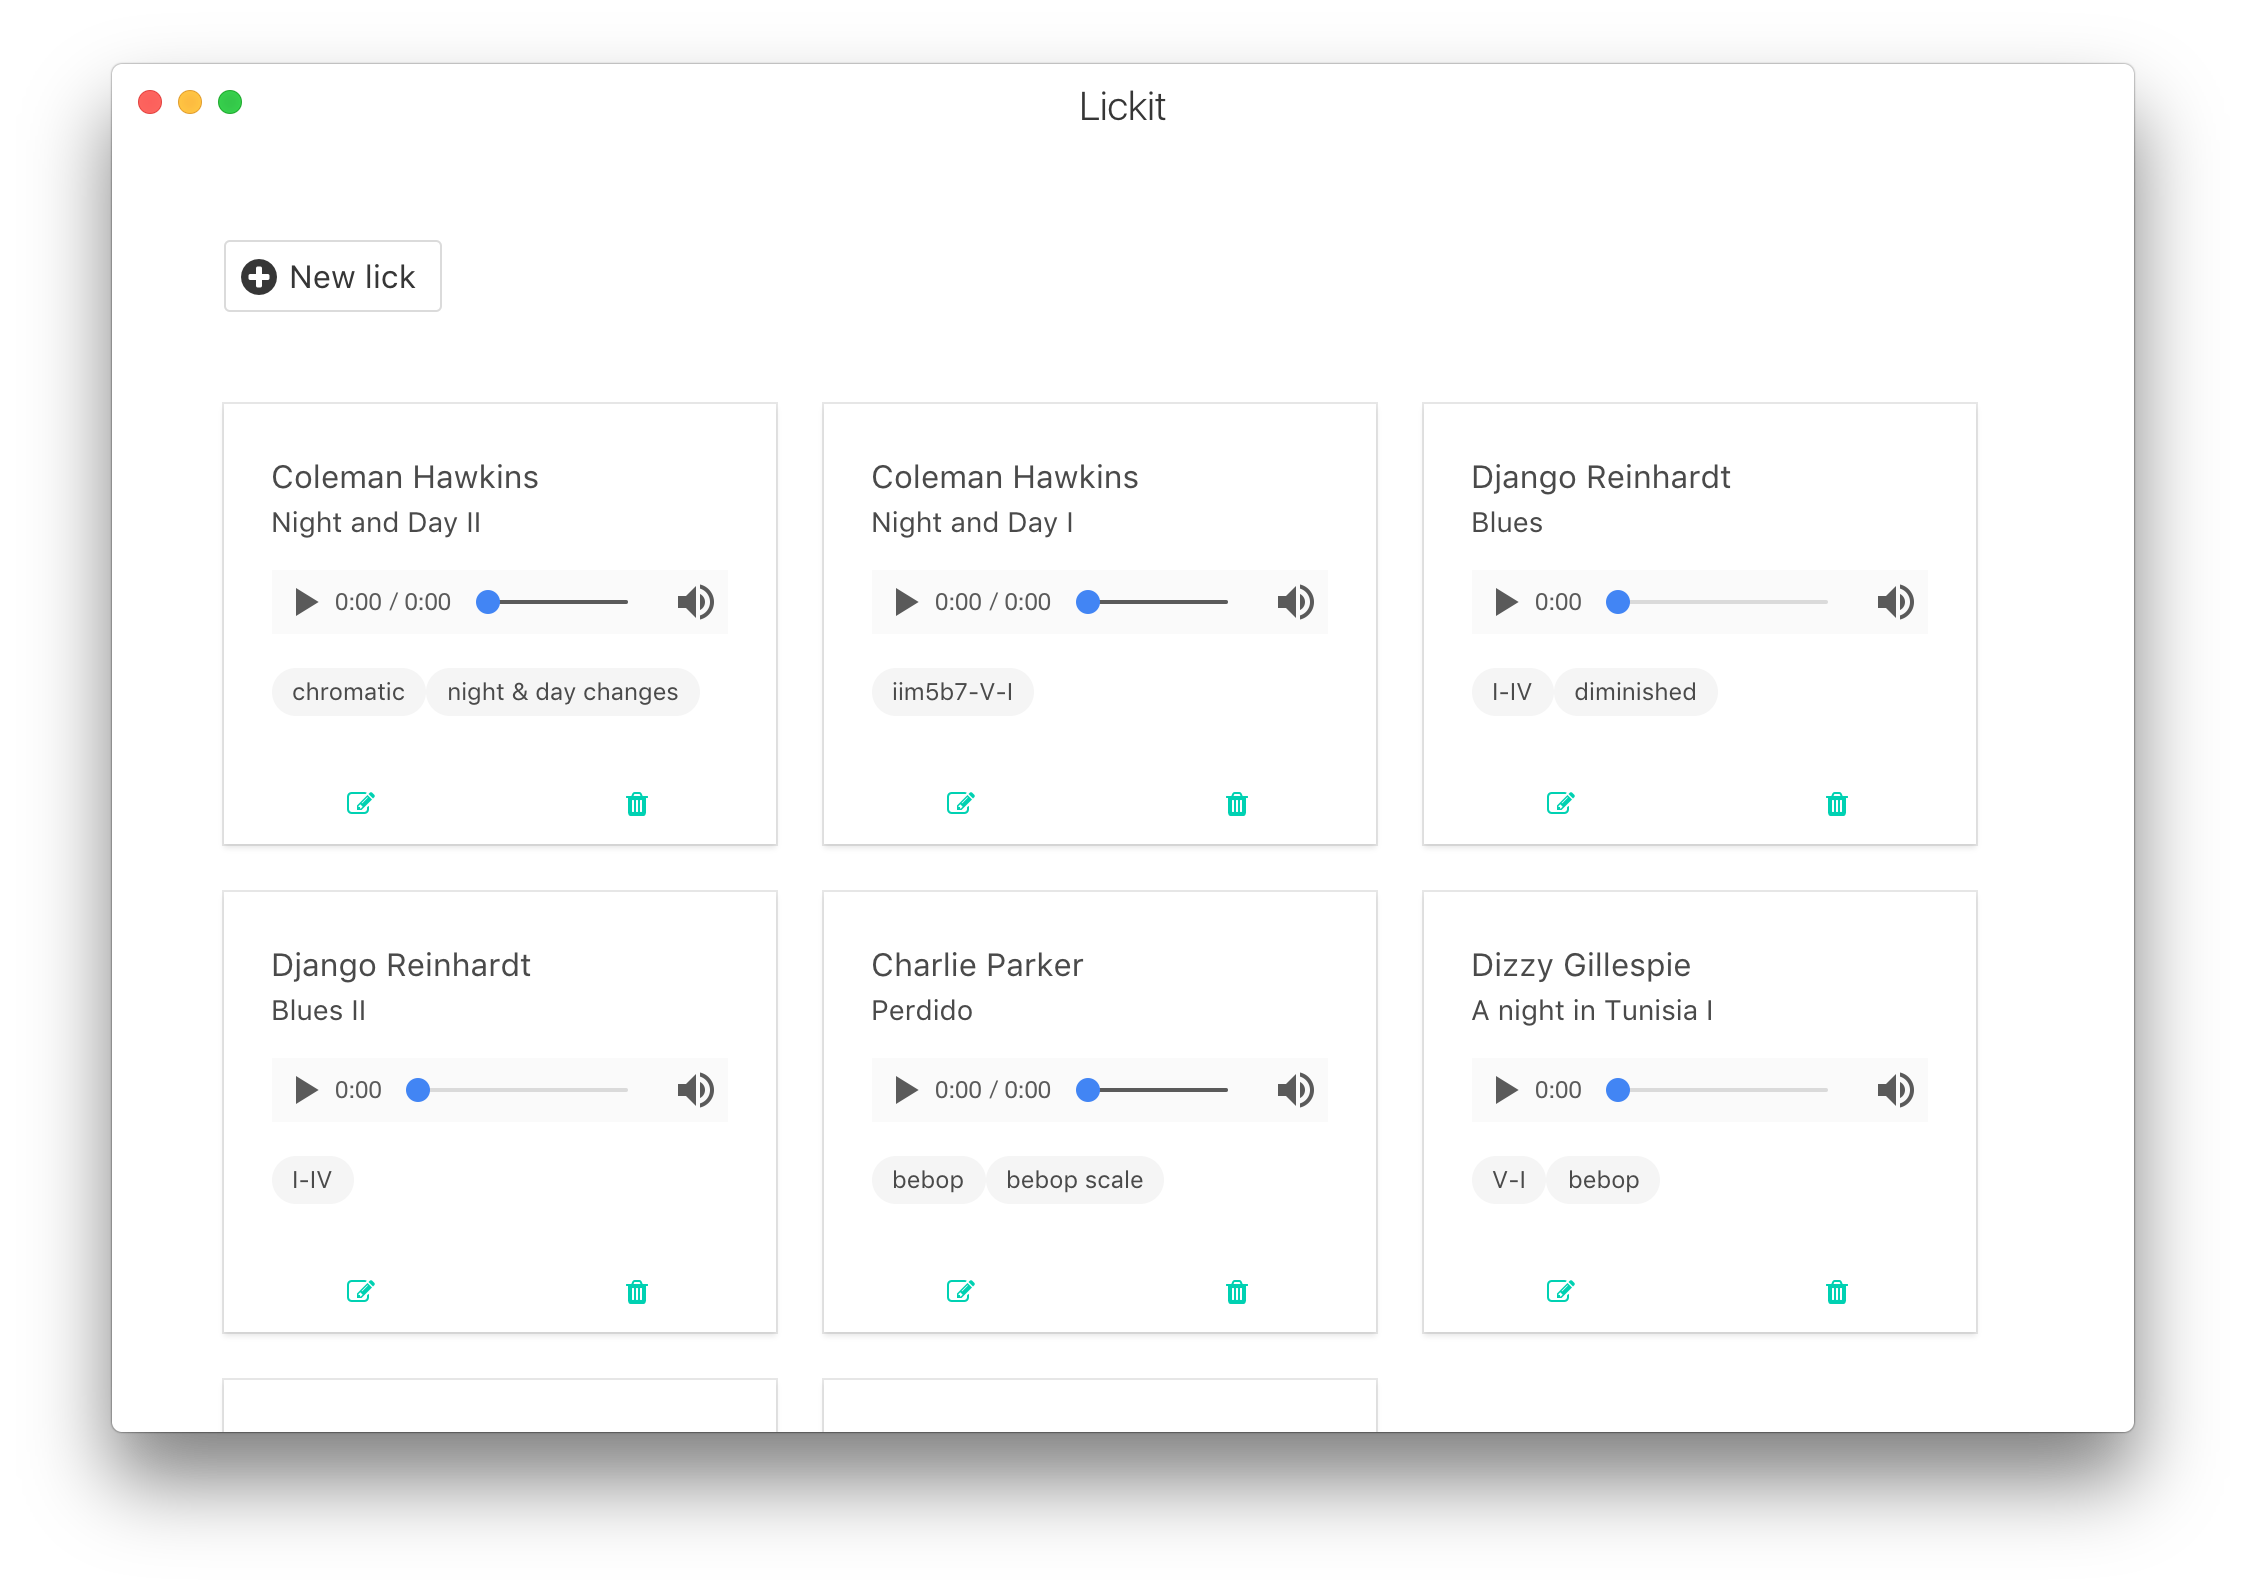 Lickit
New lick
Coleman Hawkins
Night and Day II
0:00 / 0:00
chromatic night & day changes
Coleman Hawkins
Night and Day I
0:00 / 0:00
iim5b7-V-I
Django Reinhardt
Blues
0:00
I-IV diminished
Django Reinhardt
Blues II
0:00
I-IV
Charlie Parker
Perdido
0:00 / 0:00
bebop bebop scale
Dizzy Gillespie
A night in Tunisia I
0:00
V-I bebop